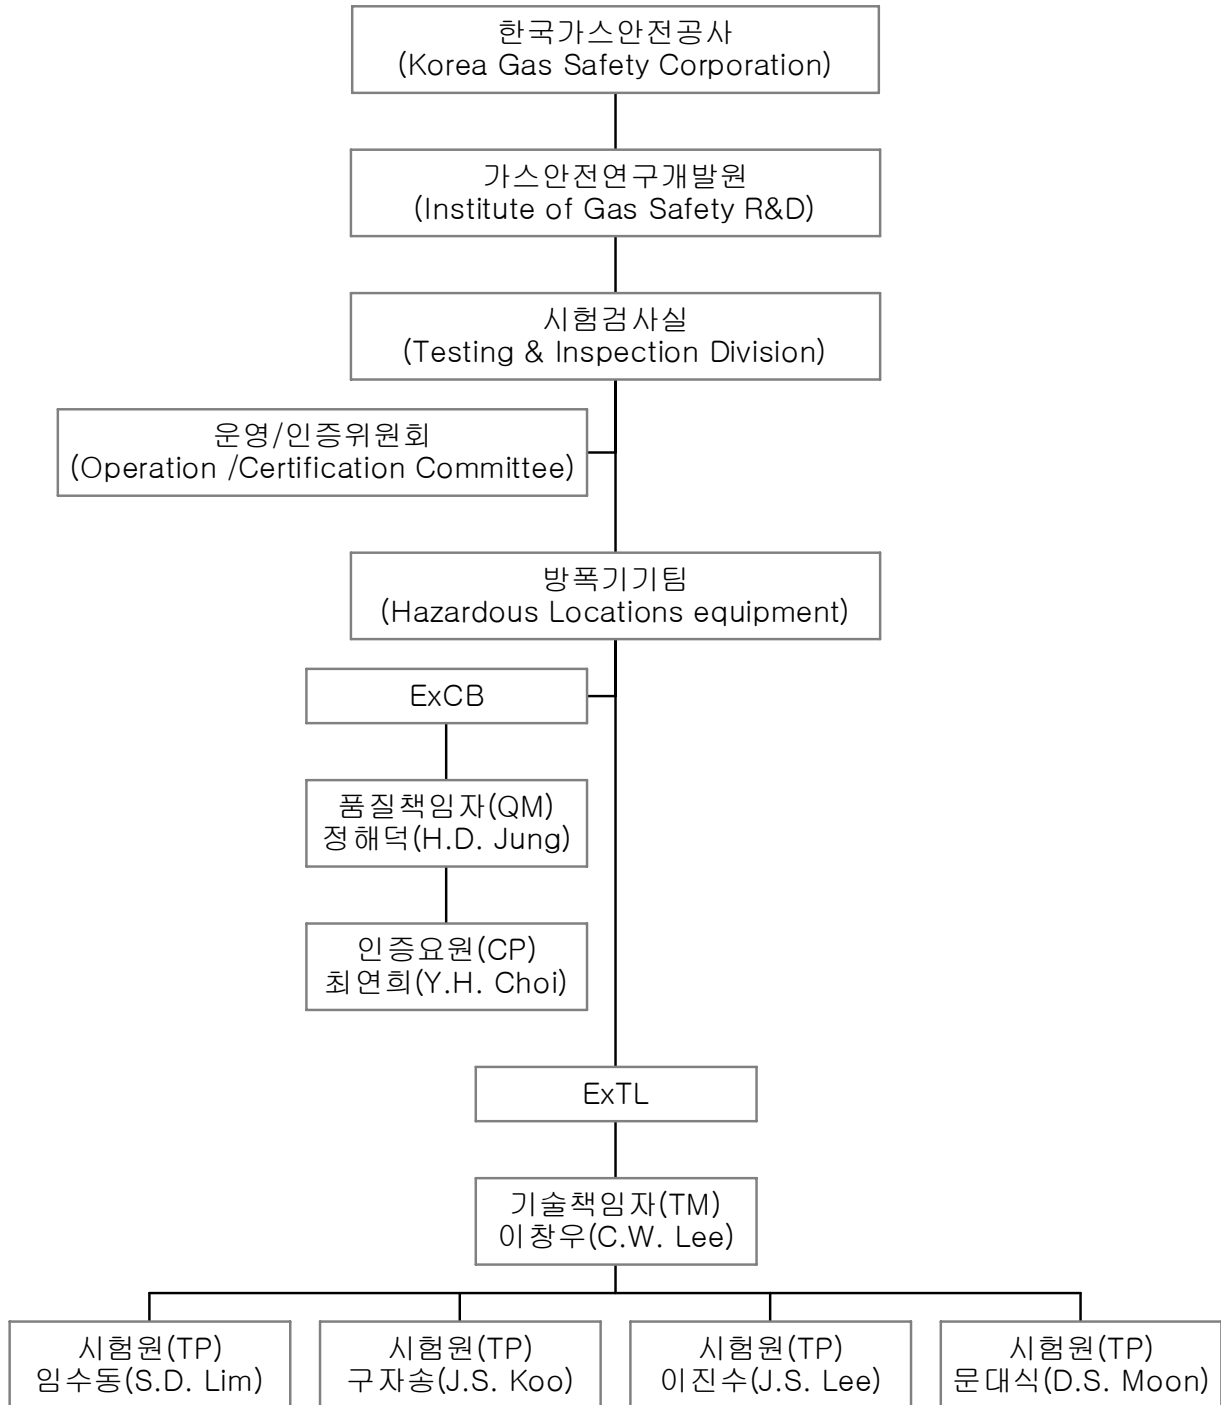 한국가스안전공사
(Korea Gas Safety Corporation)
가스안전연구개발원
(Institute of Gas Safety R&D)
시험검사실
(Testing & Inspection Division)
운영/인증위원회
(Operation /Certification Committee)
방폭기기팀
(Hazardous Locations equipment)
ExCB
품질책임자(QM)
정해덕(H.D. Jung)
인증요원(CP)
최연희(Y.H. Choi)
ExTL
기술책임자(TM)
이창우(C.W. Lee)
시험원(TP)
임수동(S.D. Lim)
시험원(TP)
구자송(J.S. Koo)
시험원(TP)
이진수(J.S. Lee)
시험원(TP)
문대식(D.S. Moon)